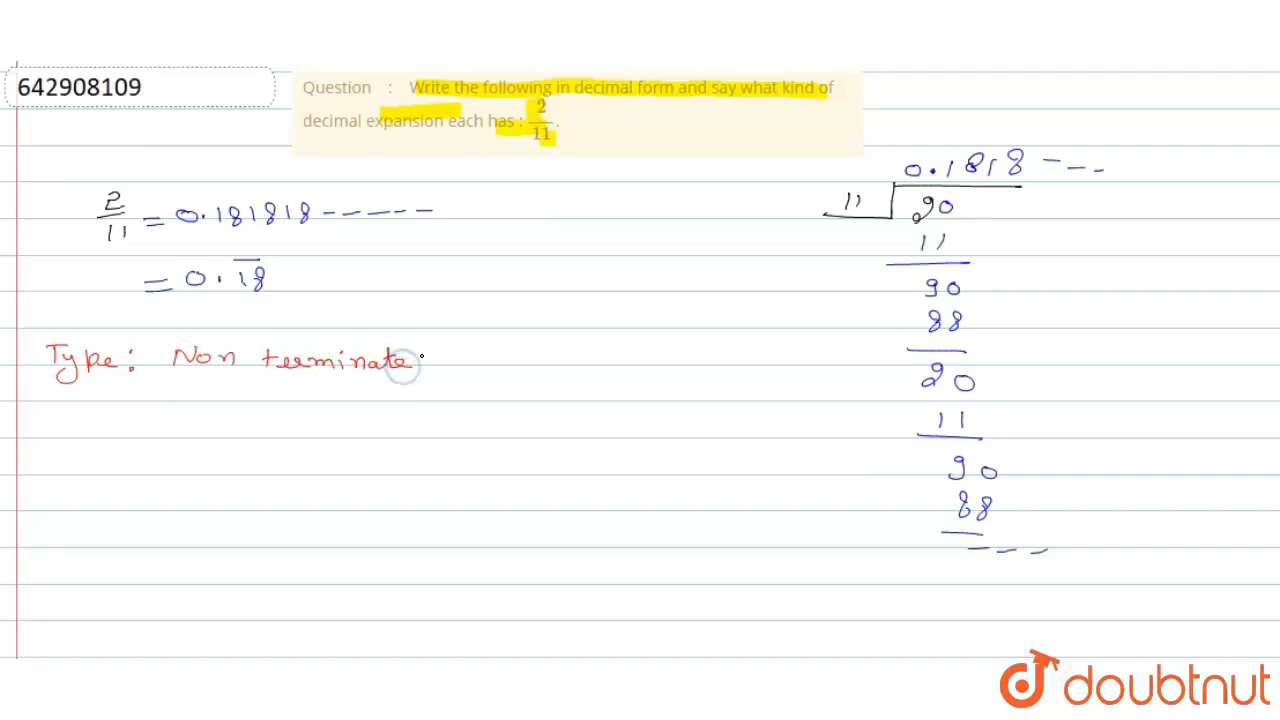 642908109
Question : Write the following in decimal form and say what kind of
decimal expansion each has : 2/11.
2/11 = 0.181818------
= 0.1̅8̅
Type: Non terminate
0.1818---
11 20
11
90
88
20
11
90
88
---
doubtnut